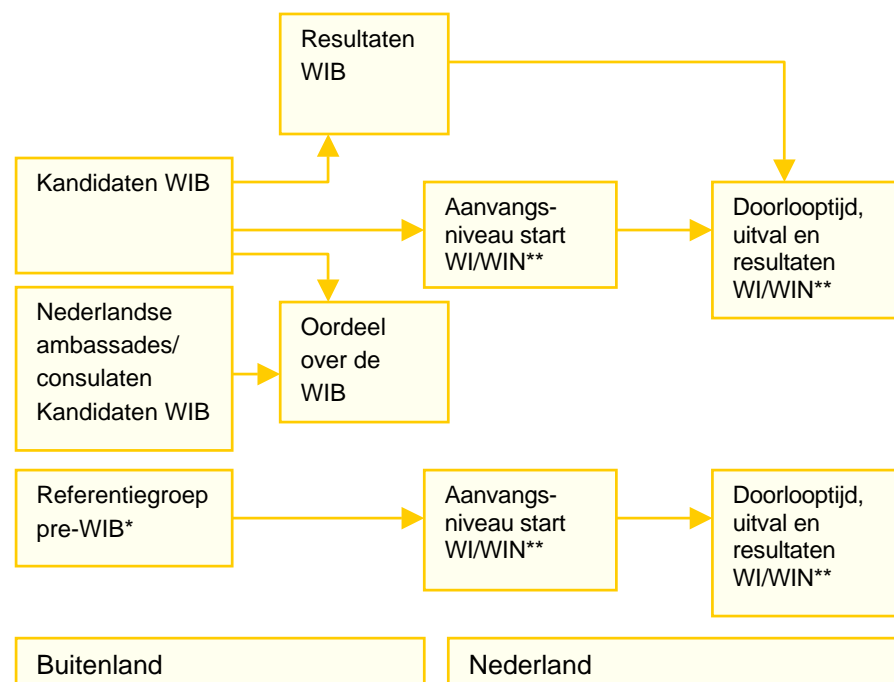 Resultaten
WIB
Kandidaten WIB
Aanvangs-
niveau start
WI/WIN**
Doorlooptijd,
uitval en
resultaten
WI/WIN**
Nederlandse
ambassades/
consulaten
Kandidaten WIB
Oordeel
over de
WIB
Referentiegroep
pre-WIB*
Aanvangs-
niveau start
WI/WIN**
Doorlooptijd,
uitval en
resultaten
WI/WIN**
Buitenland
Nederland